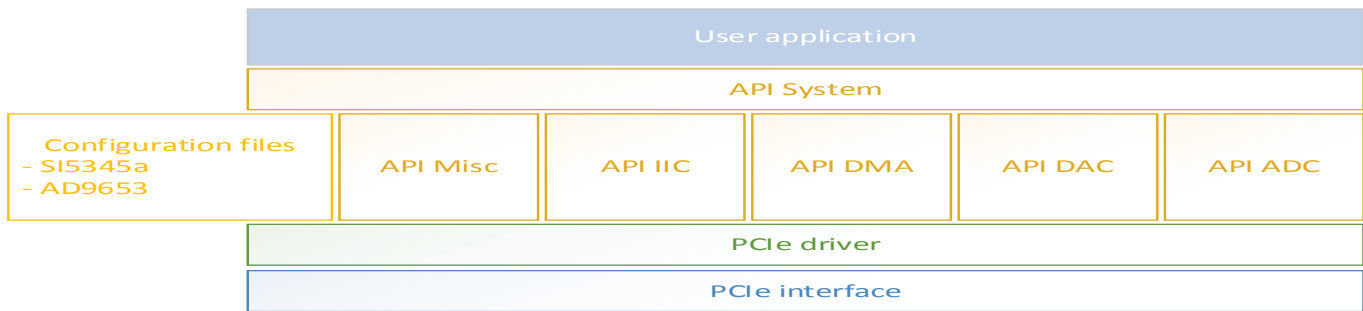 User application
API System
Configuration files
- SI5345a
- AD9653
API Misc
API IIC
API DMA
API DAC
API ADC
PCIe driver
PCIe interface